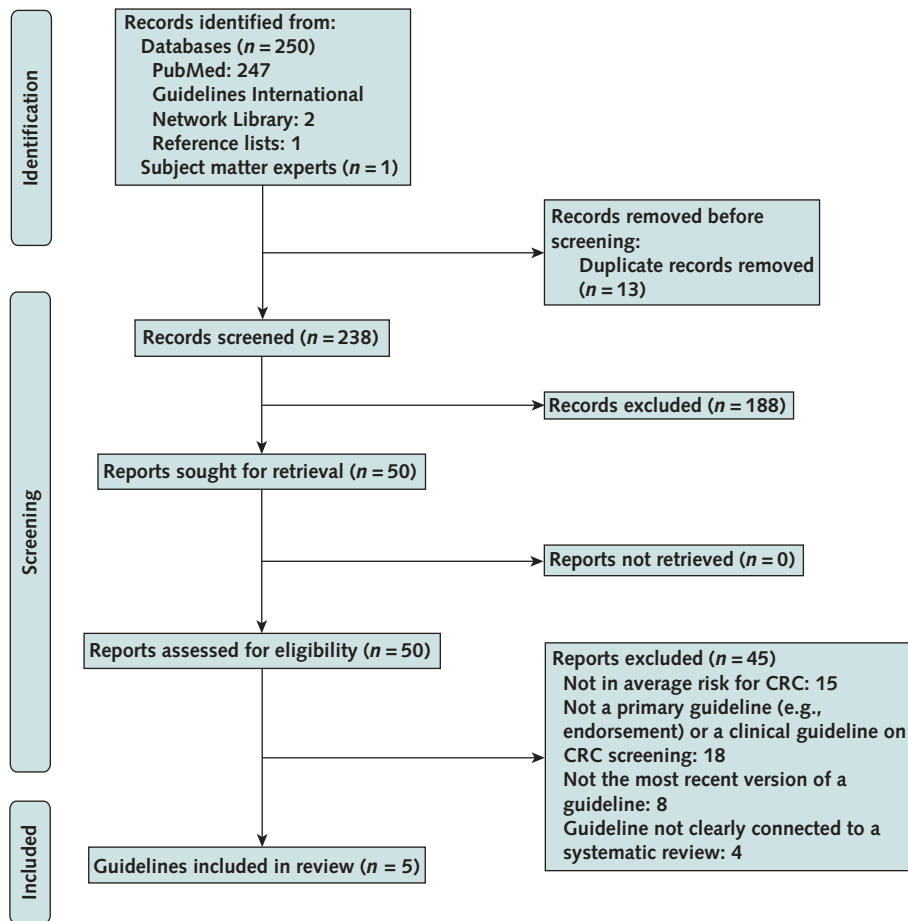 Identification
Records identified from:
Databases (n = 250)
PubMed: 247
Guidelines International
Network Library: 2
Reference lists: 1
Subject matter experts (n = 1)
Records removed before
screening:
Duplicate records removed
(n = 13)
Screening
Records screened (n = 238)
Records excluded (n = 188)
Reports sought for retrieval (n = 50)
Reports not retrieved (n = 0)
Reports assessed for eligibility (n = 50)
Reports excluded (n = 45)
Not in average risk for CRC: 15
Not a primary guideline (e.g.,
endorsement) or a clinical guideline on
CRC screening: 18
Not the most recent version of a
guideline: 8
Guideline not clearly connected to a
systematic review: 4
Included
Guidelines included in review (n = 5)